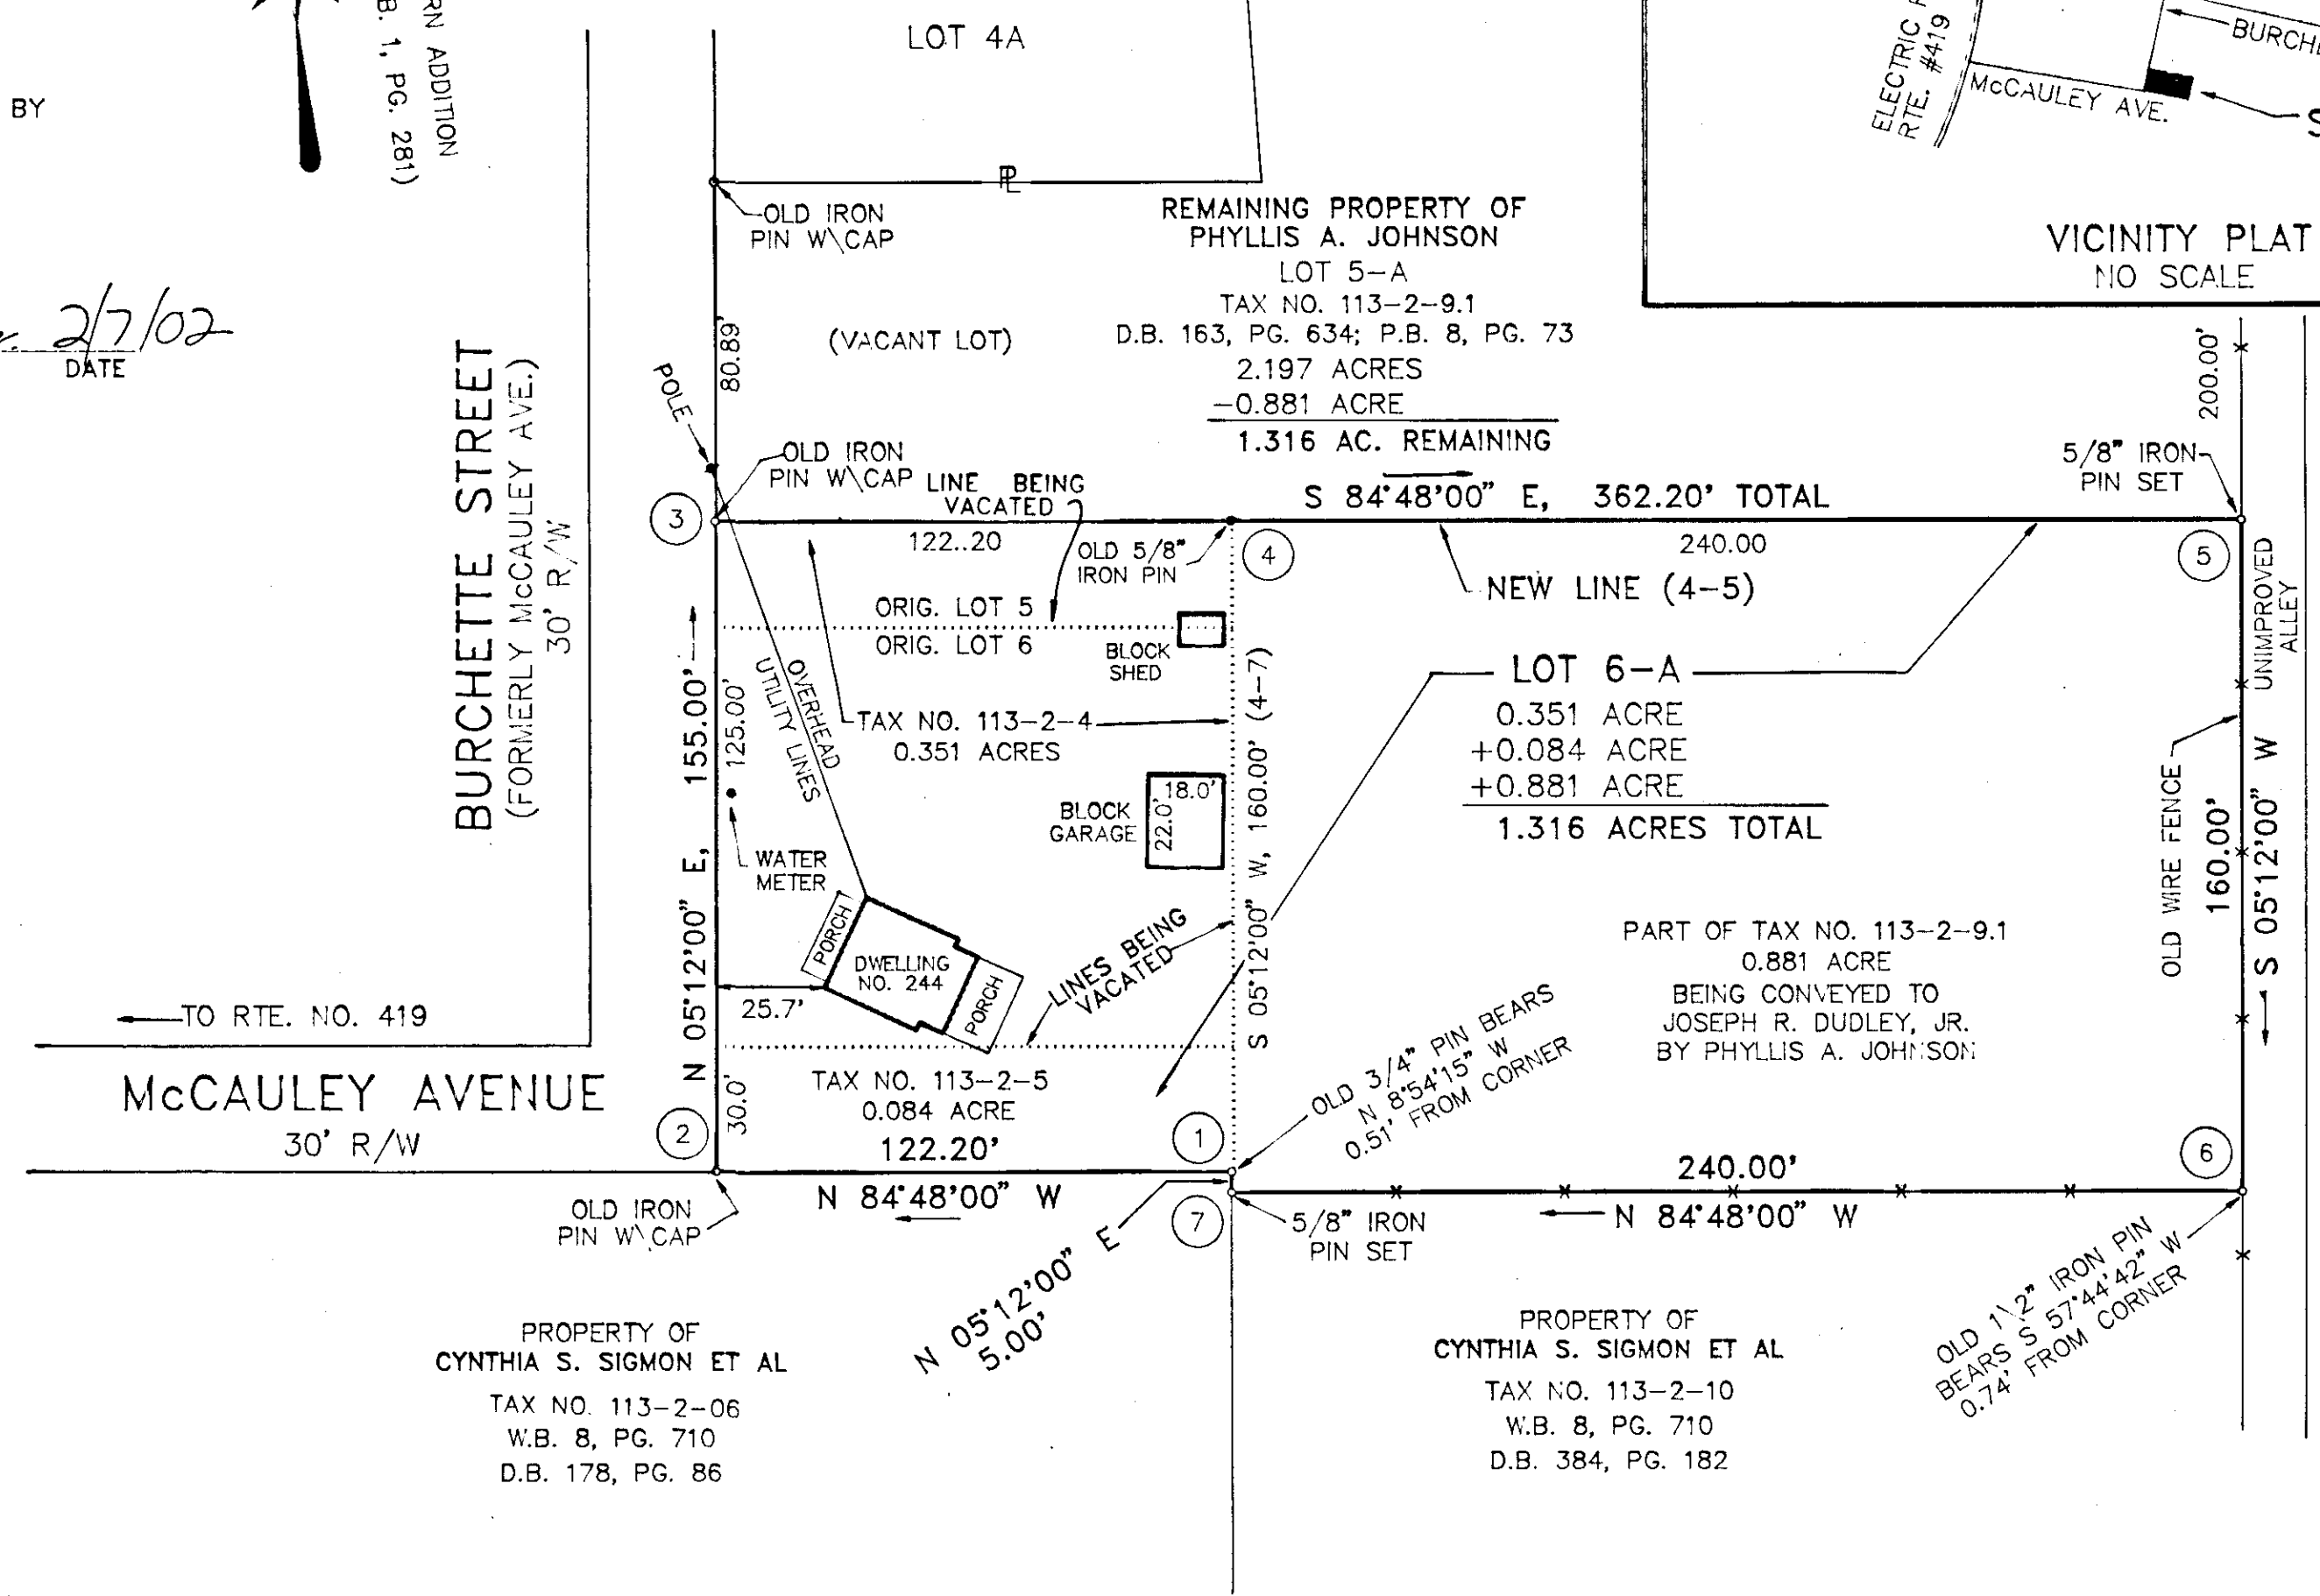 BY
RN ADDITION
B. 1, PG. 281)
2/7/02
DATE
LOT 4A
ELECTRIC
RTE. #419
McCAULEY AVE.
VICINITY PLAT
NO SCALE
PL
OLD IRON
PIN W\CAP
REMAINING PROPERTY OF
PHYLLIS A. JOHNSON
LOT 5-A
TAX NO. 113-2-9.1
D.B. 163, PG. 634; P.B. 8, PG. 73
2.197 ACRES
-0.881 ACRE
1.316 AC. REMAINING
(VACANT LOT)
80.89'
POLE
200.00'
BURCHETTE STREET
(FORMERLY McCAULEY AVE.)
30' R/W
OLD IRON
PIN W\CAP
LINE BEING
VACATED
S 84°48'00" E, 362.20' TOTAL
5/8" IRON
PIN SET
3
122..20
OLD 5/8"
IRON PIN
4
240.00
5
NEW LINE (4-5)
UNIMPROVED
ALLEY
ORIG. LOT 5
ORIG. LOT 6
BLOCK
SHED
OVERHEAD
UTILITY LINES
N 05°12'00" E, 155.00'
125.00'
TAX NO. 113-2-4
0.351 ACRES
S 05°12'00" W, 160.00' (4-7)
LOT 6-A
0.351 ACRE
+0.084 ACRE
+0.881 ACRE
1.316 ACRES TOTAL
BLOCK
GARAGE
18.0'
22.0'
WATER
METER
OLD WIRE FENCE
160.00'
S 05°12'00" W
PORCH
DWELLING
NO. 244
PORCH
25.7'
LINES BEING
VACATED
PART OF TAX NO. 113-2-9.1
0.881 ACRE
BEING CONVEYED TO
JOSEPH R. DUDLEY, JR.
BY PHYLLIS A. JOHNSON
TO RTE. NO. 419
McCAULEY AVENUE
30' R/W
TAX NO. 113-2-5
0.084 ACRE
122.20'
30.0'
2
1
OLD 3/4" PIN BEARS
N 8°54'15" W
0.51' FROM CORNER
240.00'
6
N 84°48'00" W
OLD IRON
PIN W\CAP
7
5/8" IRON
PIN SET
N 84°48'00" W
N 05°12'00" E
5.00'
OLD 1\2" IRON PIN
BEARS S 57°44'42" W
0.74' FROM CORNER
PROPERTY OF
CYNTHIA S. SIGMON ET AL
TAX NO. 113-2-06
W.B. 8, PG. 710
D.B. 178, PG. 86
PROPERTY OF
CYNTHIA S. SIGMON ET AL
TAX NO. 113-2-10
W.B. 8, PG. 710
D.B. 384, PG. 182